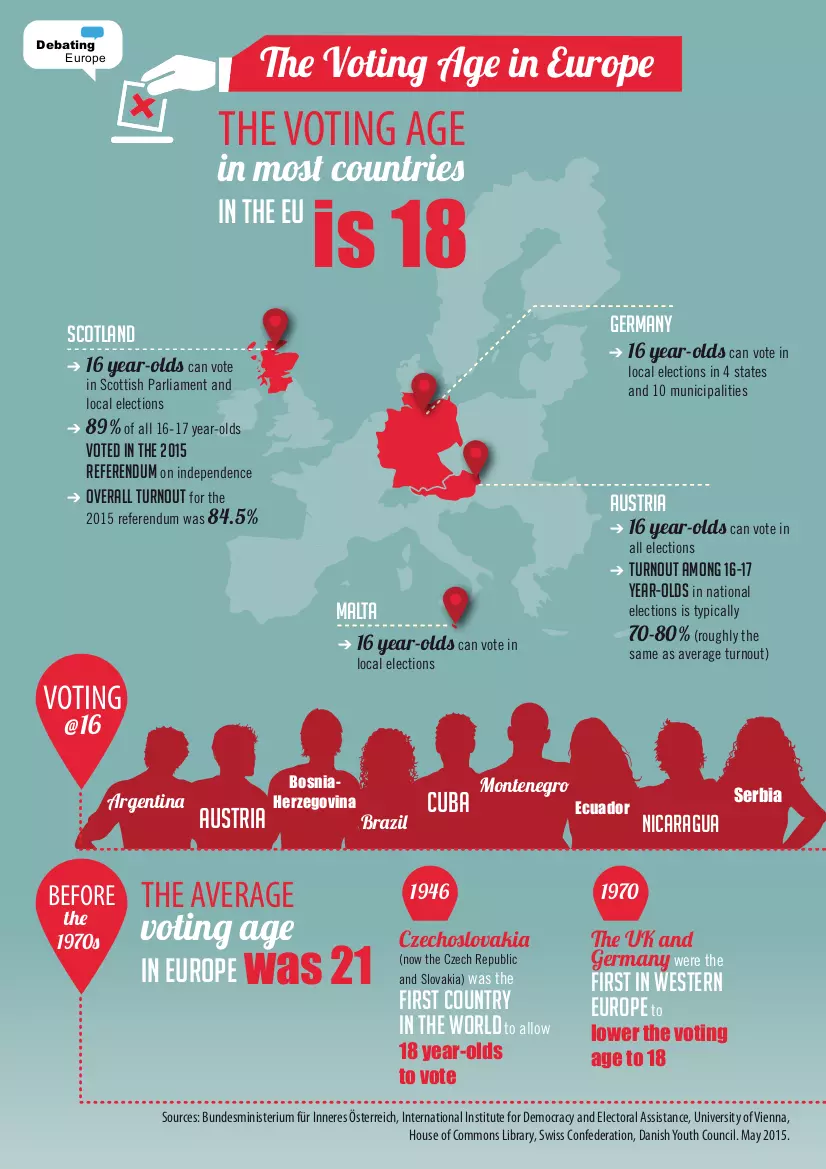 Debating
Europe
The Voting Age in Europe
THE VOTING AGE
in most countries
IN THE EU
is 18
SCOTLAND
→ 16 year-olds can vote
in Scottish Parliament and
local elections
→ 89% of all 16-17 year-olds
VOTED IN THE 2015
REFERENDUM on independence
→ OVERALL TURNOUT for the
2015 referendum was 84.5%
GERMANY
→ 16 year-olds can vote in
local elections in 4 states
and 10 municipalities
AUSTRIA
→ 16 year-olds can vote in
all elections
→ TURNOUT AMONG 16-17
YEAR-OLDS in national
elections is typically
70-80% (roughly the
same as average turnout)
MALTA
→ 16 year-olds can vote in
local elections
VOTING
@16
Argentina
AUSTRIA
Bosnia-
Herzegovina
Brazil
CUBA
Montenegro
Ecuador
NICARAGUA
Serbia
BEFORE
the
1970s
THE AVERAGE
voting age
IN EUROPE was 21
1946
Czechoslovakia
(now the Czech Republic
and Slovakia) was the
FIRST COUNTRY
IN THE WORLD to allow
18 year-olds
to vote
1970
The UK and
Germany were the
FIRST IN WESTERN
EUROPE to
lower the voting
age to 18
Sources: Bundesministerium für Inneres Österreich, International Institute for Democracy and Electoral Assistance, University of Vienna,
House of Commons Library, Swiss Confederation, Danish Youth Council. May 2015.